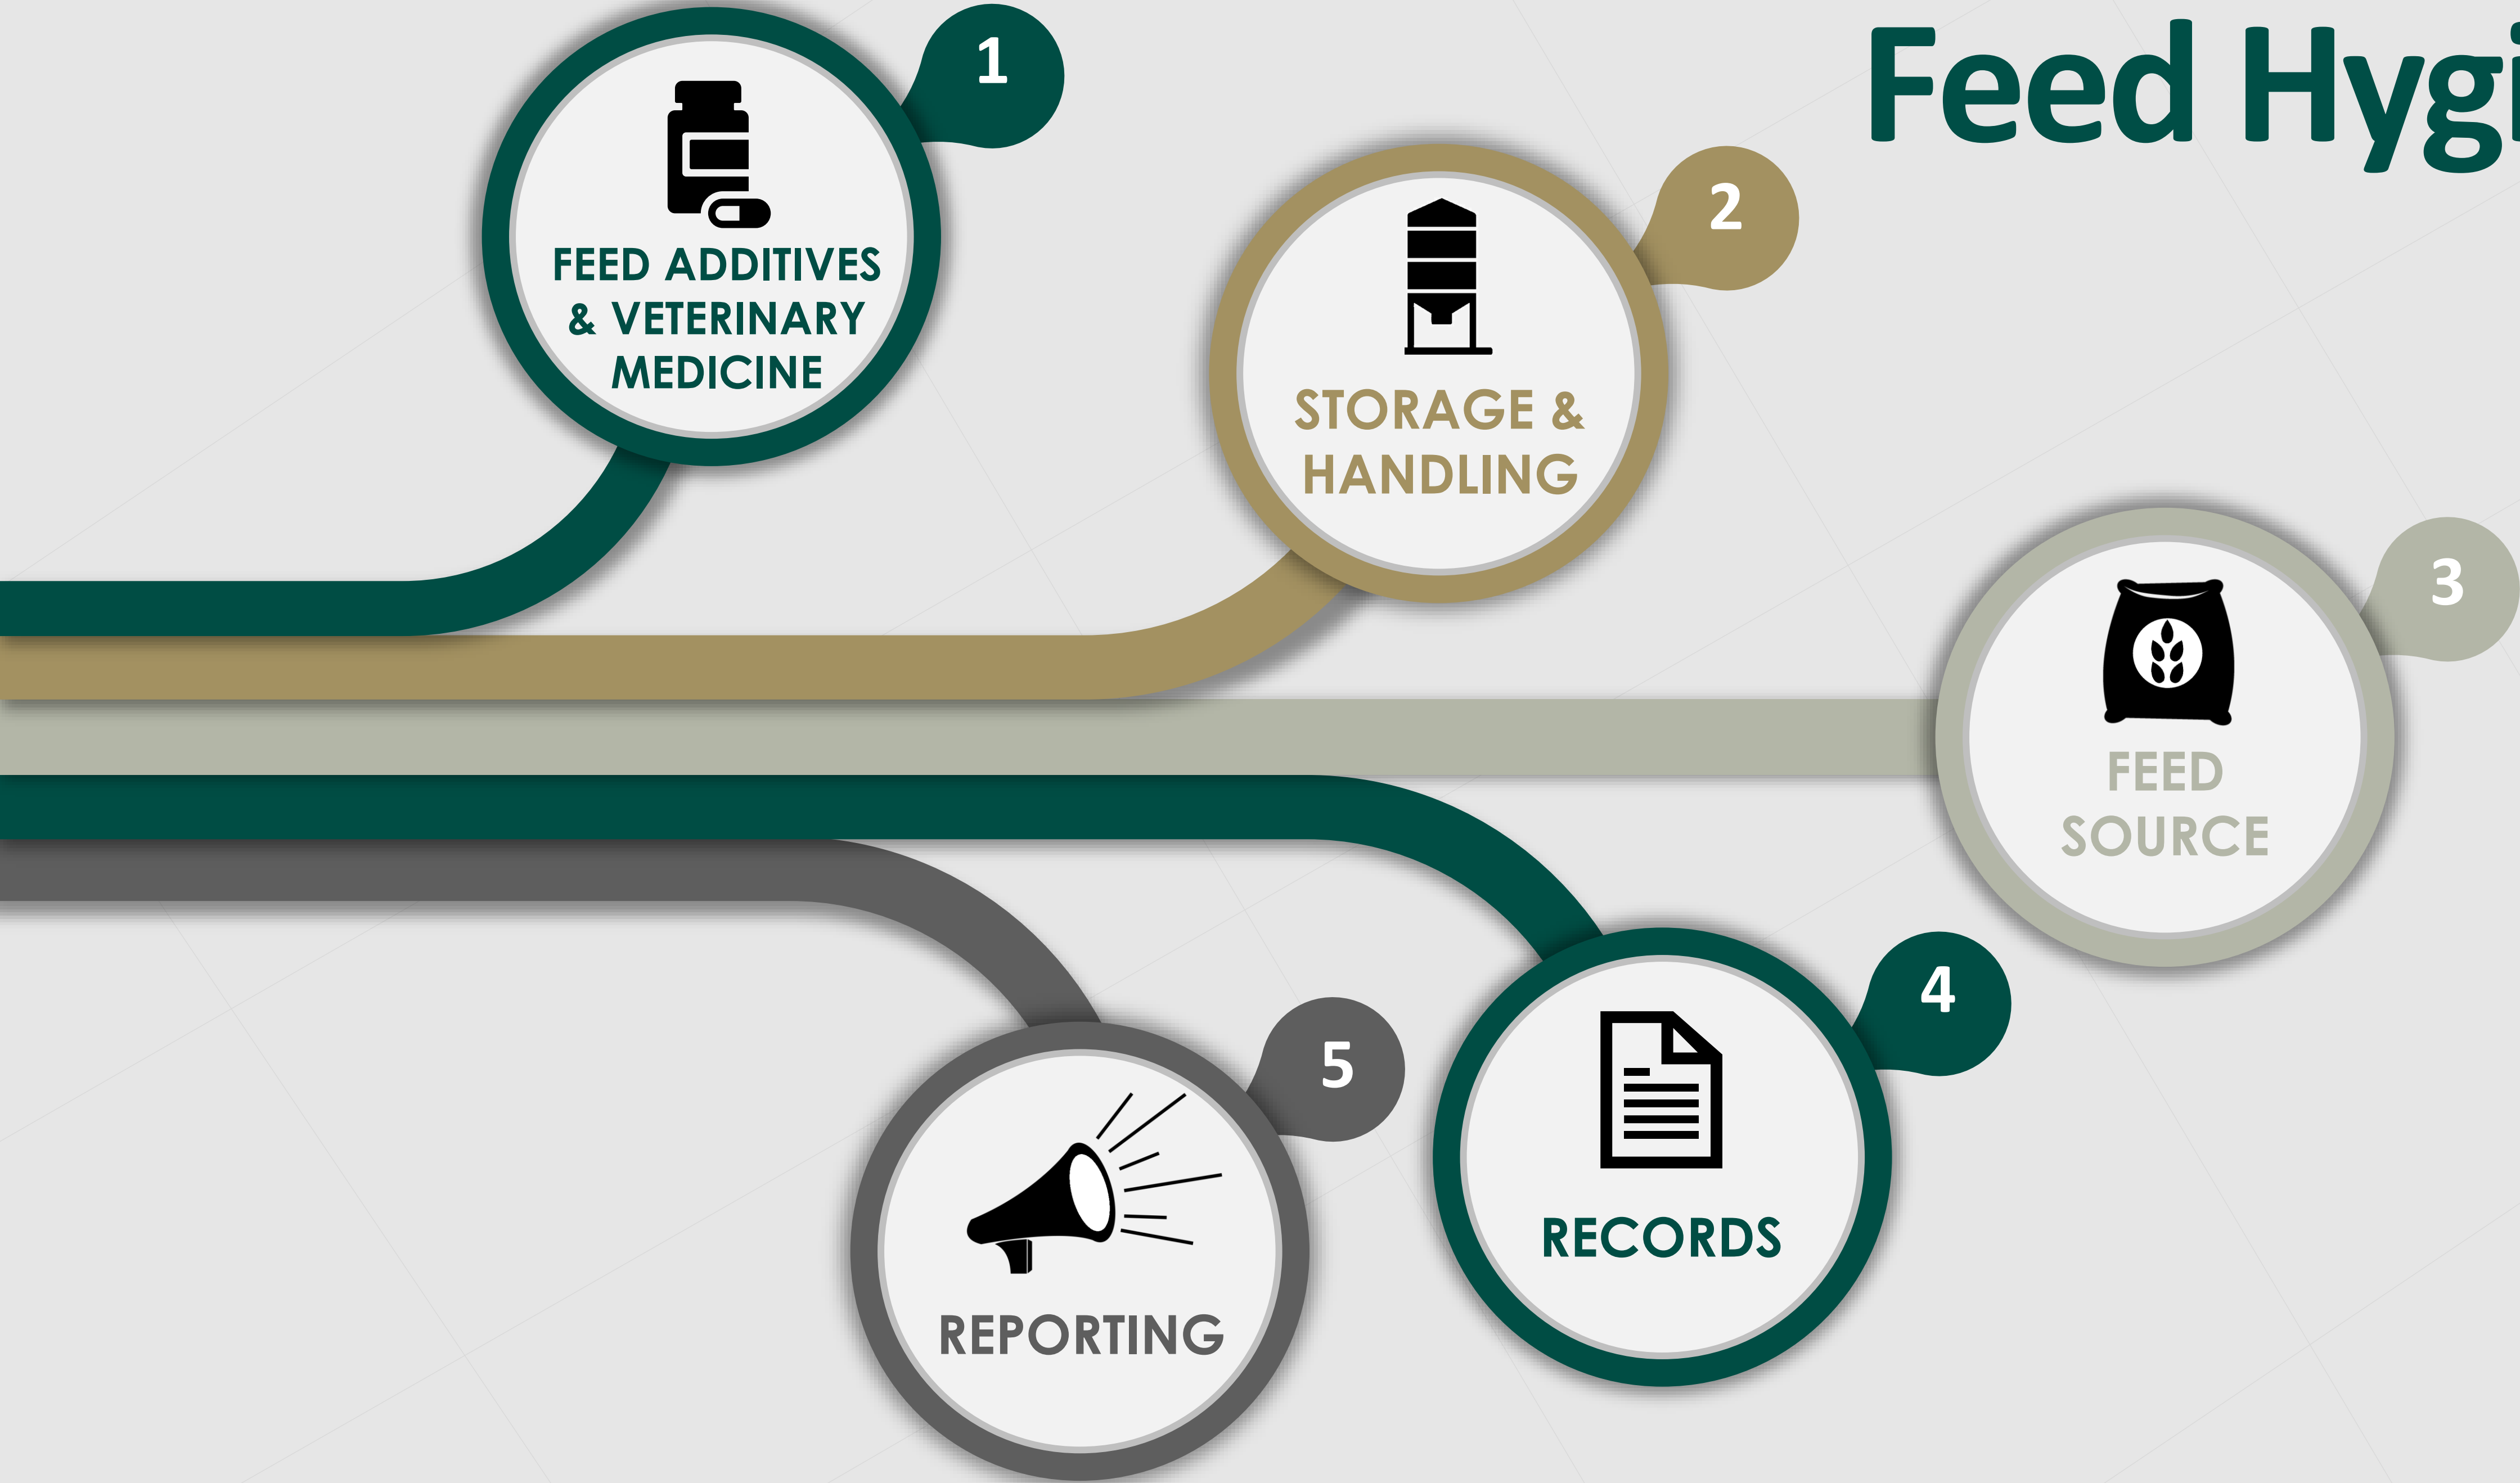 Feed Hygi
1
FEED ADDITIVES
& VETERINARY
MEDICINE
2
STORAGE &
HANDLING
3
FEED
SOURCE
4
RECORDS
5
REPORTING